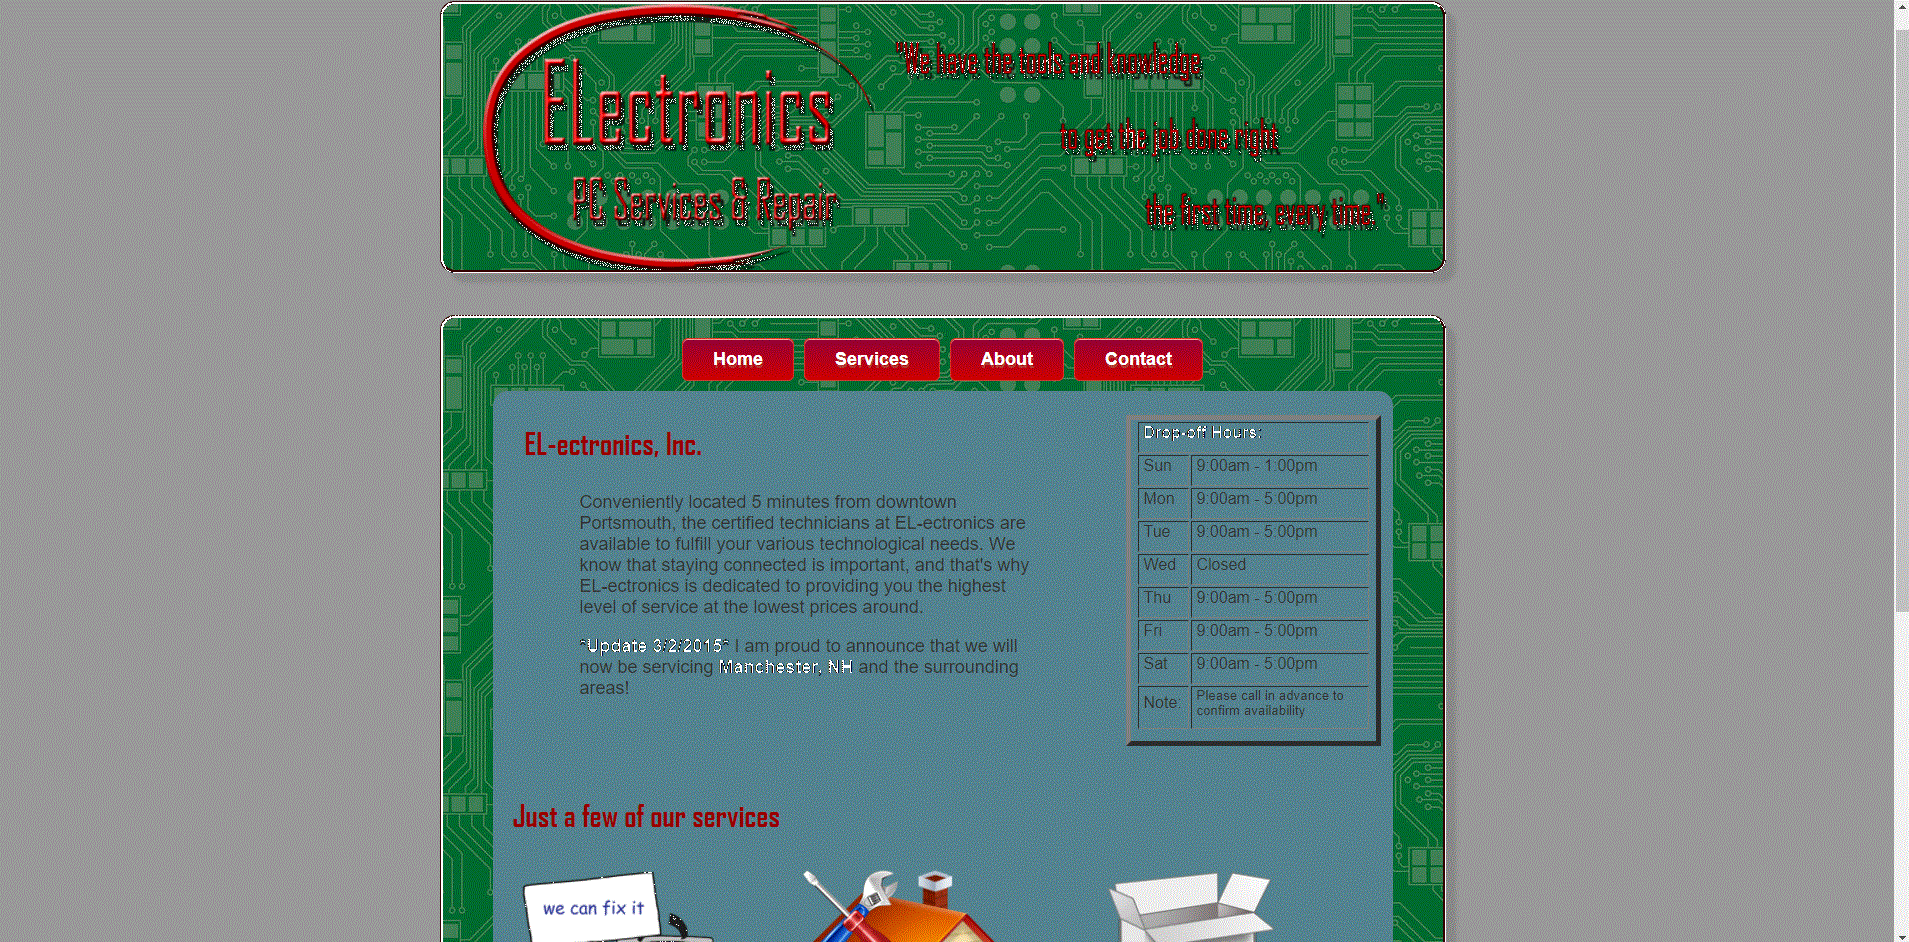 ELectronics
PC Services & Repair
"We have the tools and knowledge
to get the job done right
the first time, every time."
Home Services About Contact
EL-ectronics, Inc.
Conveniently located 5 minutes from downtown
Portsmouth, the certified technicians at EL-ectronics are
available to fulfill your various technological needs. We
know that staying connected is important, and that's why
EL-ectronics is dedicated to providing you the highest
level of service at the lowest prices around.
*Update 3/2/2015* I am proud to announce that we will
now be servicing Manchester, NH and the surrounding
areas!
Drop-off Hours:
Sun 9:00am - 1:00pm
Mon 9:00am - 5:00pm
Tue 9:00am - 5:00pm
Wed Closed
Thu 9:00am - 5:00pm
Fri 9:00am - 5:00pm
Sat 9:00am - 5:00pm
Note: Please call in advance to
confirm availability
Just a few of our services
we can fix it